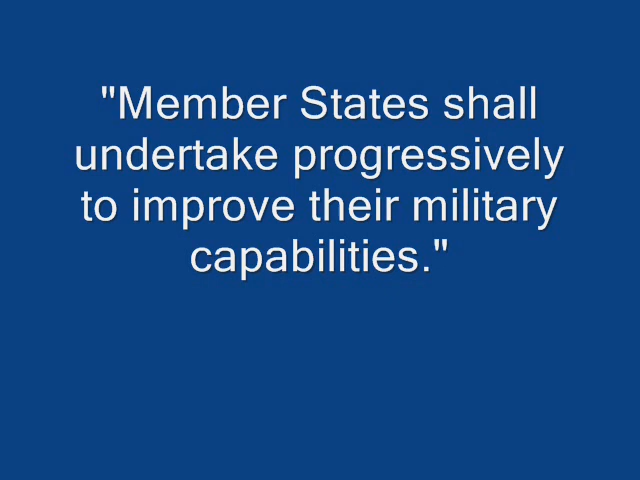 "Member States shall
undertake progressively
to improve their military
capabilities."